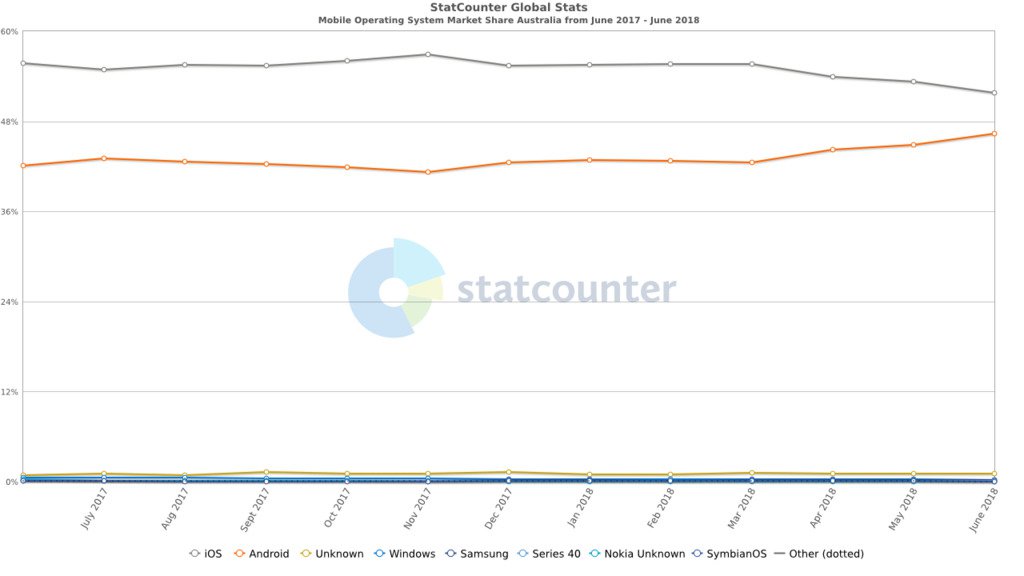 StatCounter Global Stats
Mobile Operating System Market Share Australia from June 2017 - June 2018
60%
48%
36%
24%
12%
0%
statcounter
July 2017
Aug 2017
Sept 2017
Oct 2017
Nov 2017
Dec 2017
Jan 2018
Feb 2018
Mar 2018
Apr 2018
May 2018
June 2018
iOS Android Unknown Windows Samsung Series 40 Nokia Unknown SymbianOS Other (dotted)